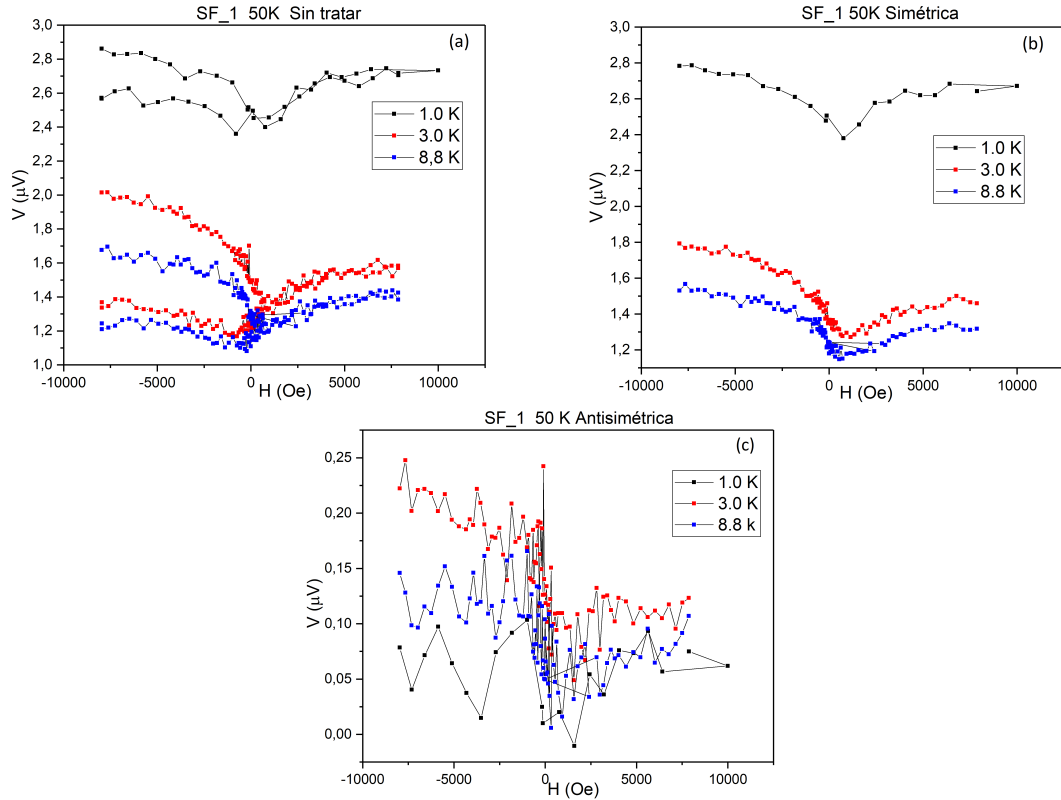 SF_1 50K Sin tratar
(a)
3,0
2,8
2,6
2,4
2,2
2,0
1,8
1,6
1,4
1,2
1,0
V (μV)
1.0 K
3.0 K
8,8 K
-10000 -5000 0 5000 10000
H (Oe)
SF_1 50K Simétrica
(b)
3,0
2,8
2,6
2,4
2,2
2,0
1,8
1,6
1,4
1,2
V (μV)
1.0 K
3.0 K
8.8 K
-10000 -5000 0 5000 10000
H (Oe)
SF_1 50 K Antisimétrica
(c)
0,25
0,20
0,15
0,10
0,05
0,00
V (μV)
1.0 K
3.0 K
8.8 k
-10000 -5000 0 5000 10000
H (Oe)